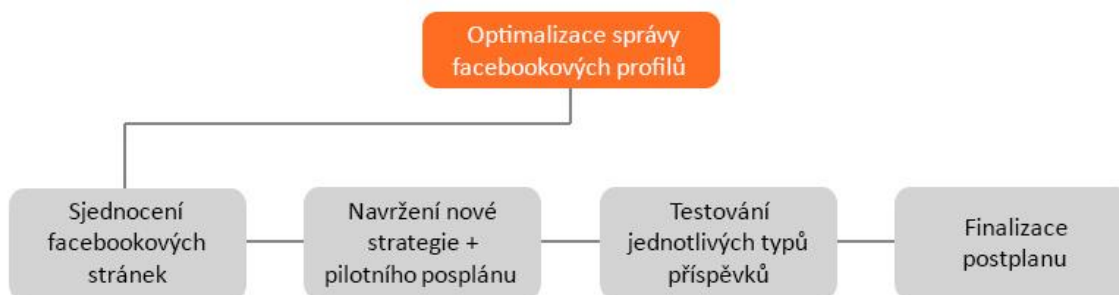 Optimalizace správy
facebookových profilů
Sjednocení
facebookových
stránek
Navržení nové
strategie +
pilotního posplánu
Testování
jednotlivých typů
příspěvků
Finalizace
postplanu